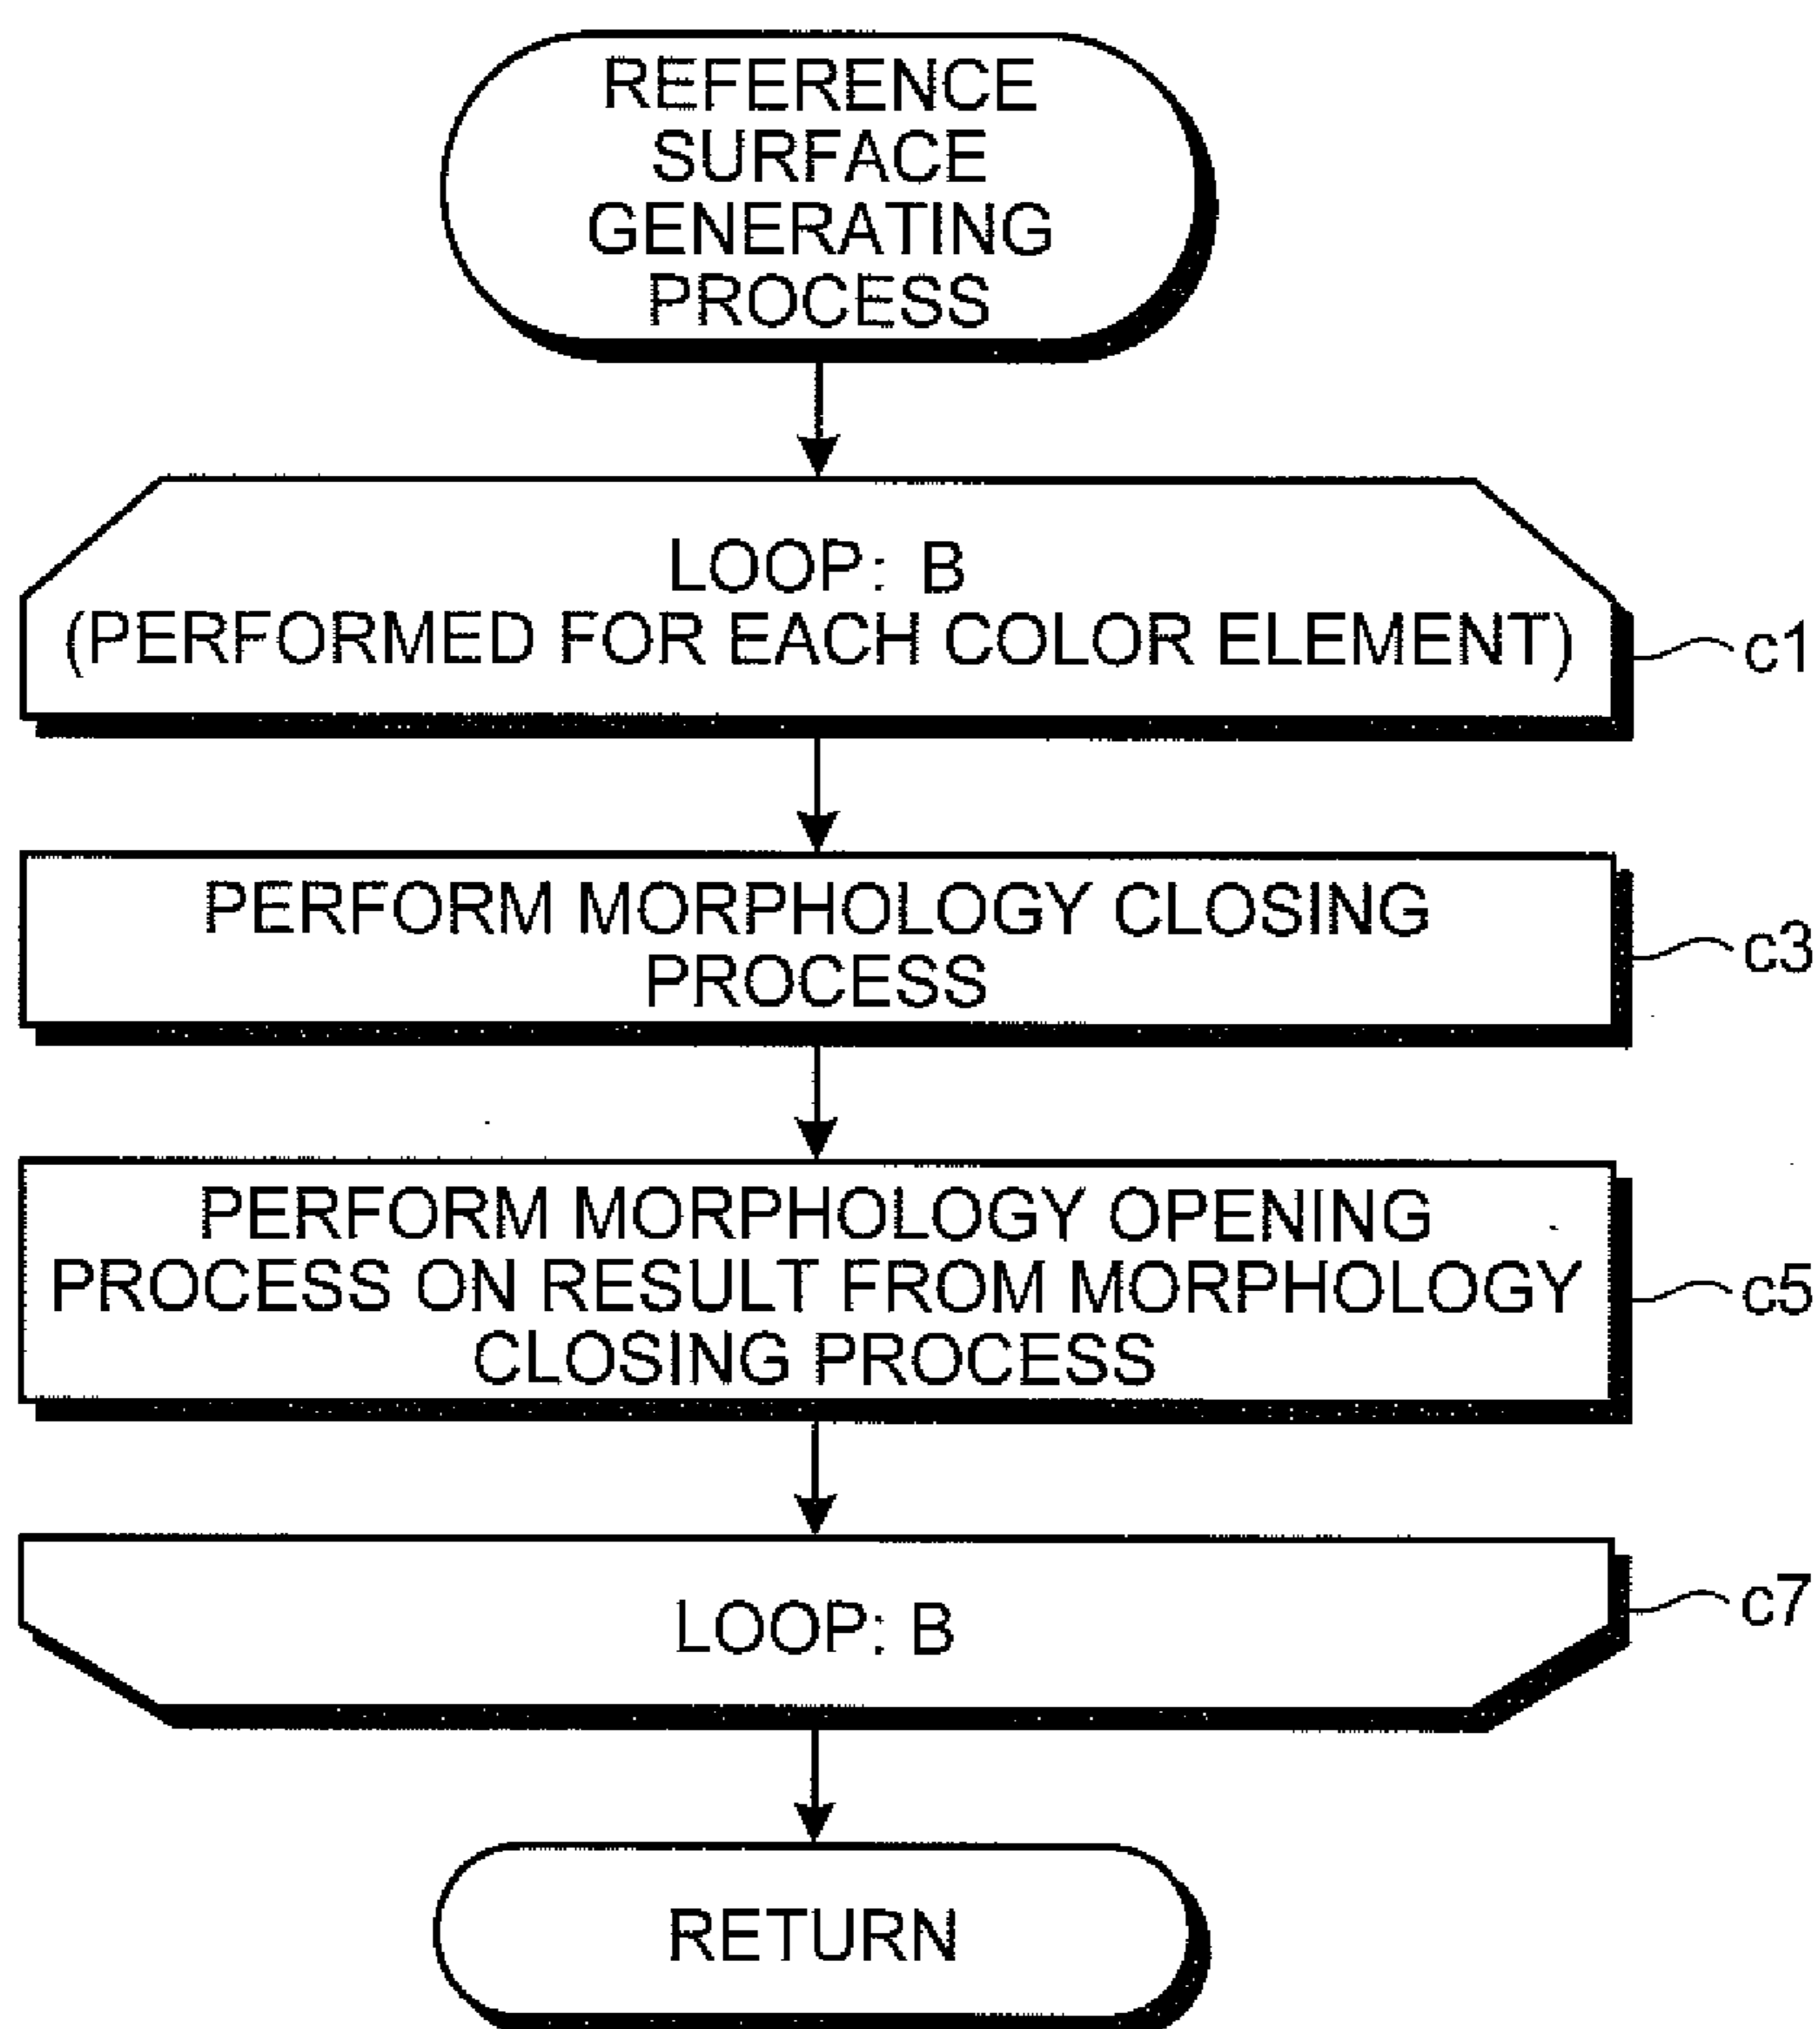 REFERENCE
SURFACE
GENERATING
PROCESS
LOOP: B
(PERFORMED FOR EACH COLOR ELEMENT)
c1
PERFORM MORPHOLOGY CLOSING
PROCESS
c3
PERFORM MORPHOLOGY OPENING
PROCESS ON RESULT FROM MORPHOLOGY
CLOSING PROCESS
c5
LOOP: B
c7
RETURN